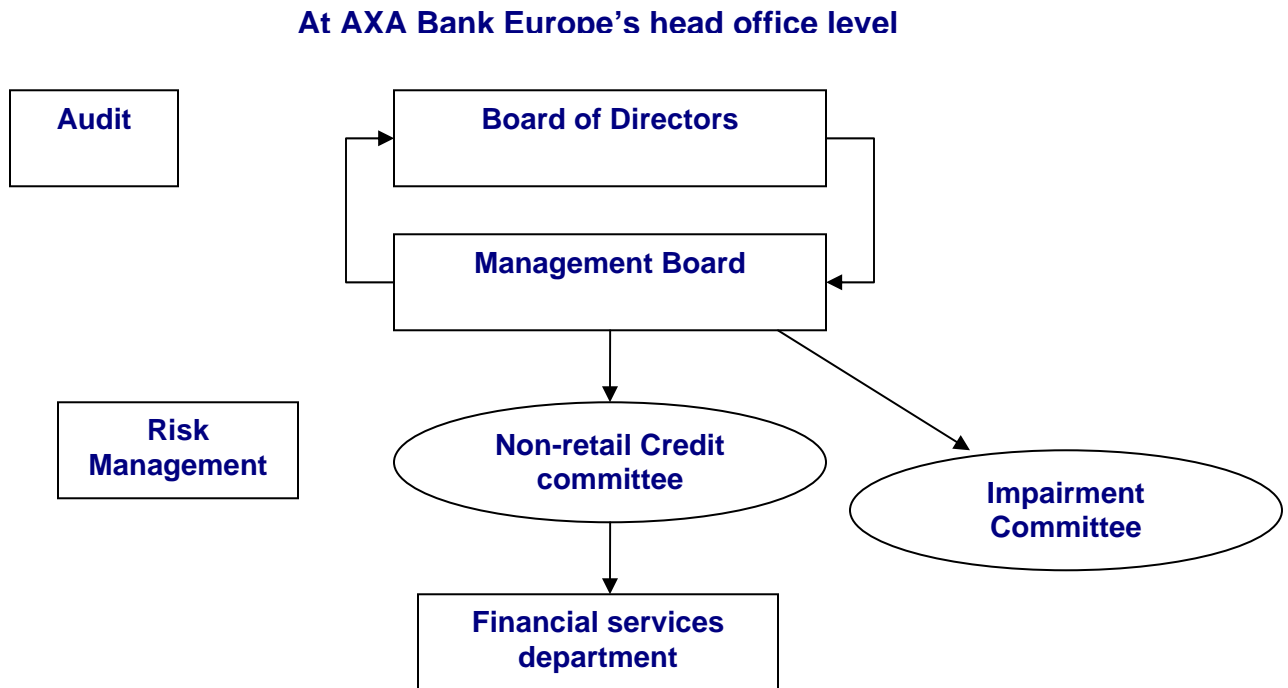 At AXA Bank Europe's head office level
Audit
Board of Directors
Management Board
Risk
Management
Non-retail Credit
committee
Impairment
Committee
Financial services
department